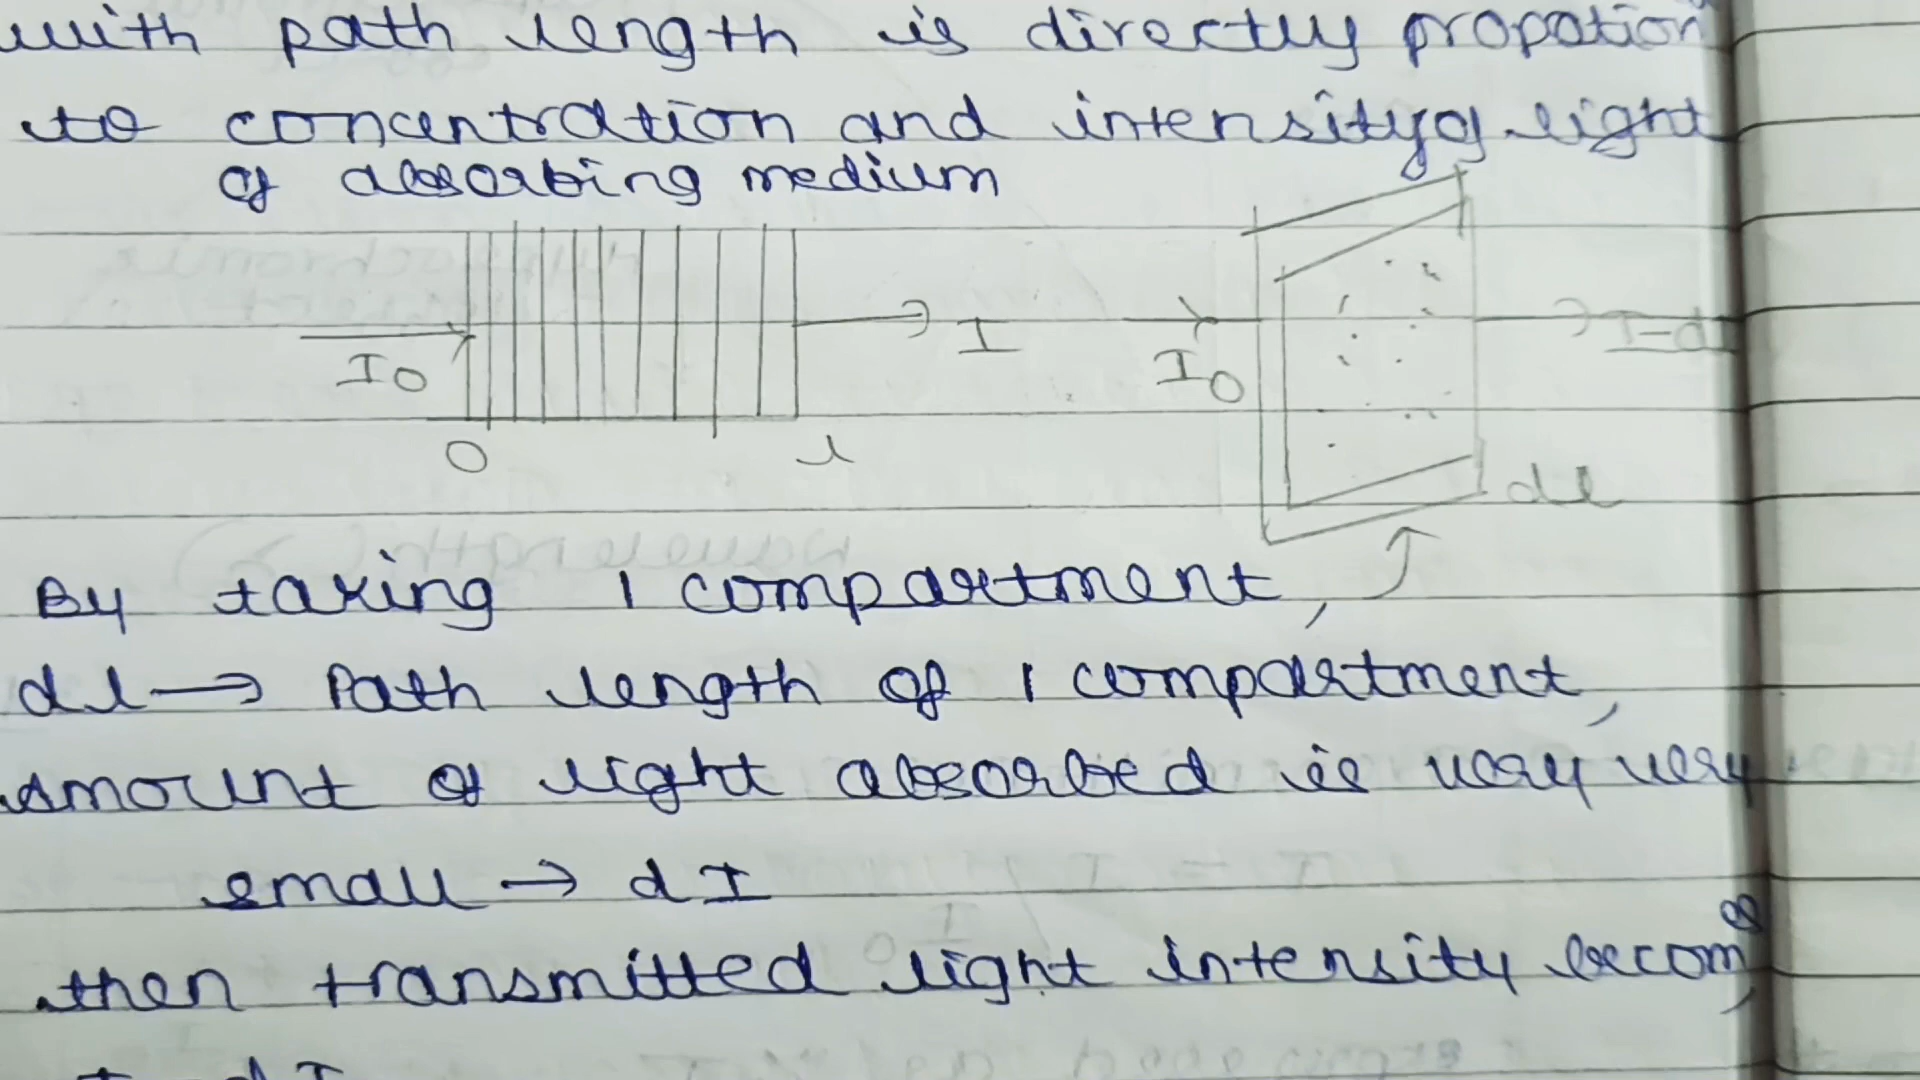 with path length is directly propation
to concentration and intensity of light
of absorbing medium
I0 I I0 I-d
0 l dl
By taking 1 compartment,
dl → Path length of 1 compartment,
Amount of light absorbed is very very
small → dI
then transmitted light intensity becomes,